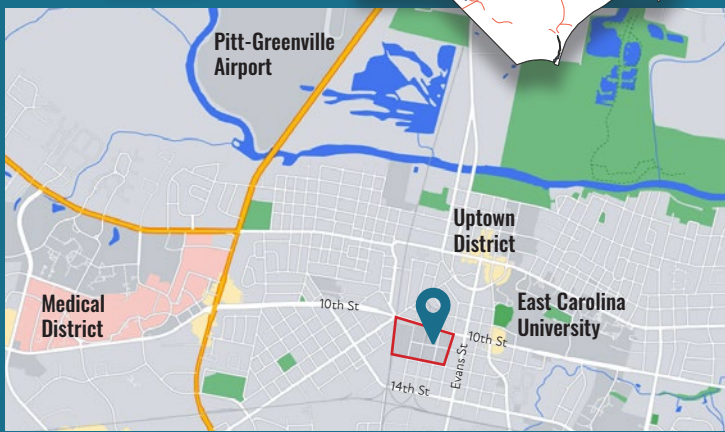 Pitt-Greenville
Airport
Uptown
District
Medical
District
10th St
East Carolina
University
10th St
Evans St
14th St